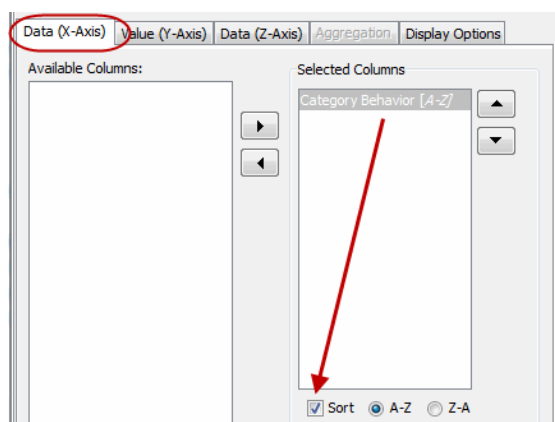 Data (X-Axis) Value (Y-Axis) Data (Z-Axis) Aggregation Display Options
Available Columns:
Selected Columns
Category Behavior [A-Z]
Sort A-Z Z-A